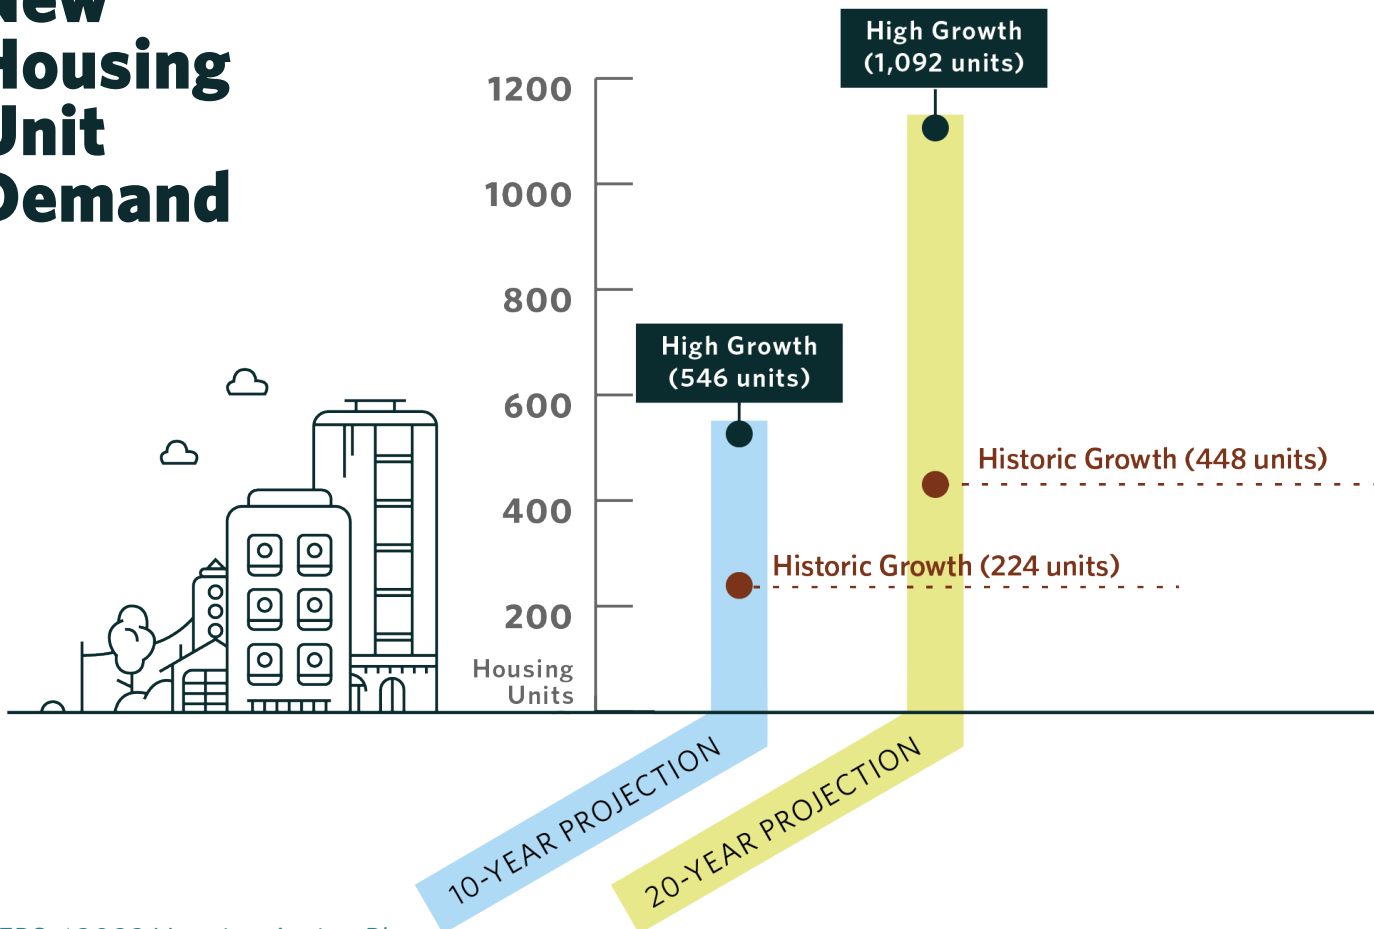 New
Housing
Unit
Demand
High Growth
(1,092 units)
1200
1000
800
600
400
200
Housing
Units
High Growth
(546 units)
Historic Growth (448 units)
Historic Growth (224 units)
10-YEAR PROJECTION
20-YEAR PROJECTION